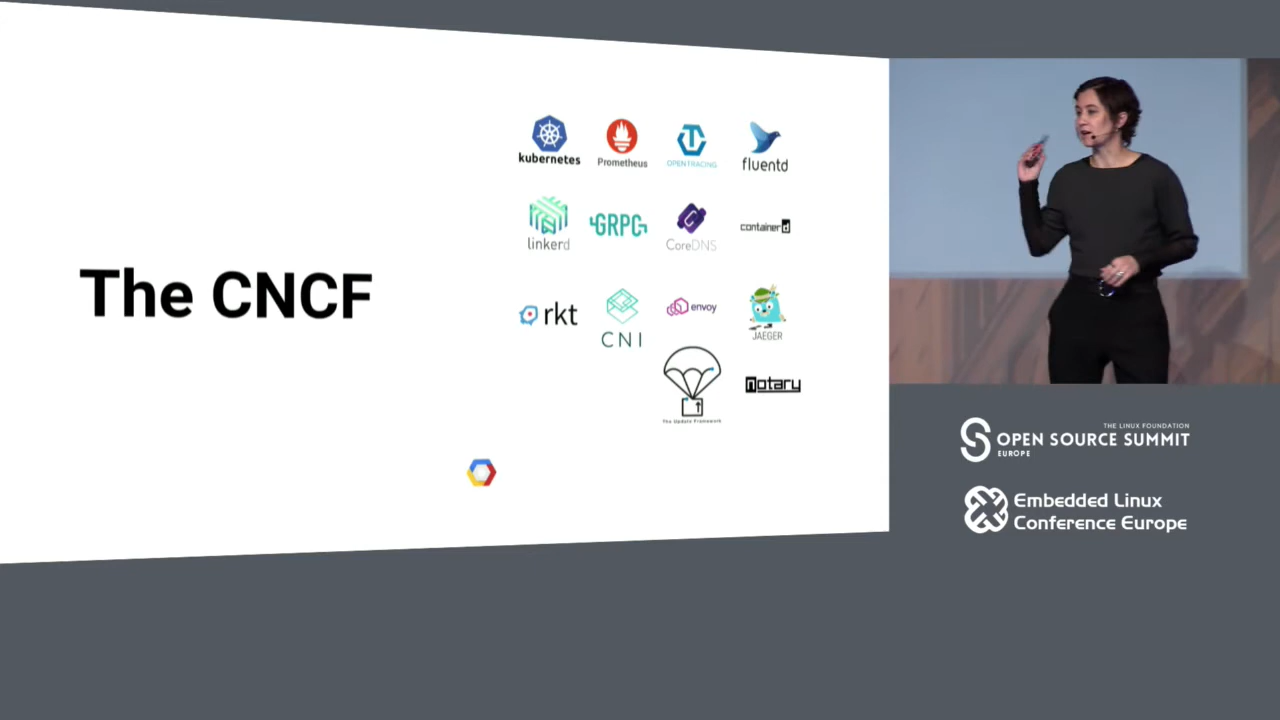 The CNCF
kubernetes
Prometheus
OPENTRACING
fluentd
linkerd
GRPC
CoreDNS
containerd
rkt
CNI
envoy
JAEGER
The Update Framework
notary
THE LINUX FOUNDATION
OPEN SOURCE SUMMIT
EUROPE
Embedded Linux
Conference Europe